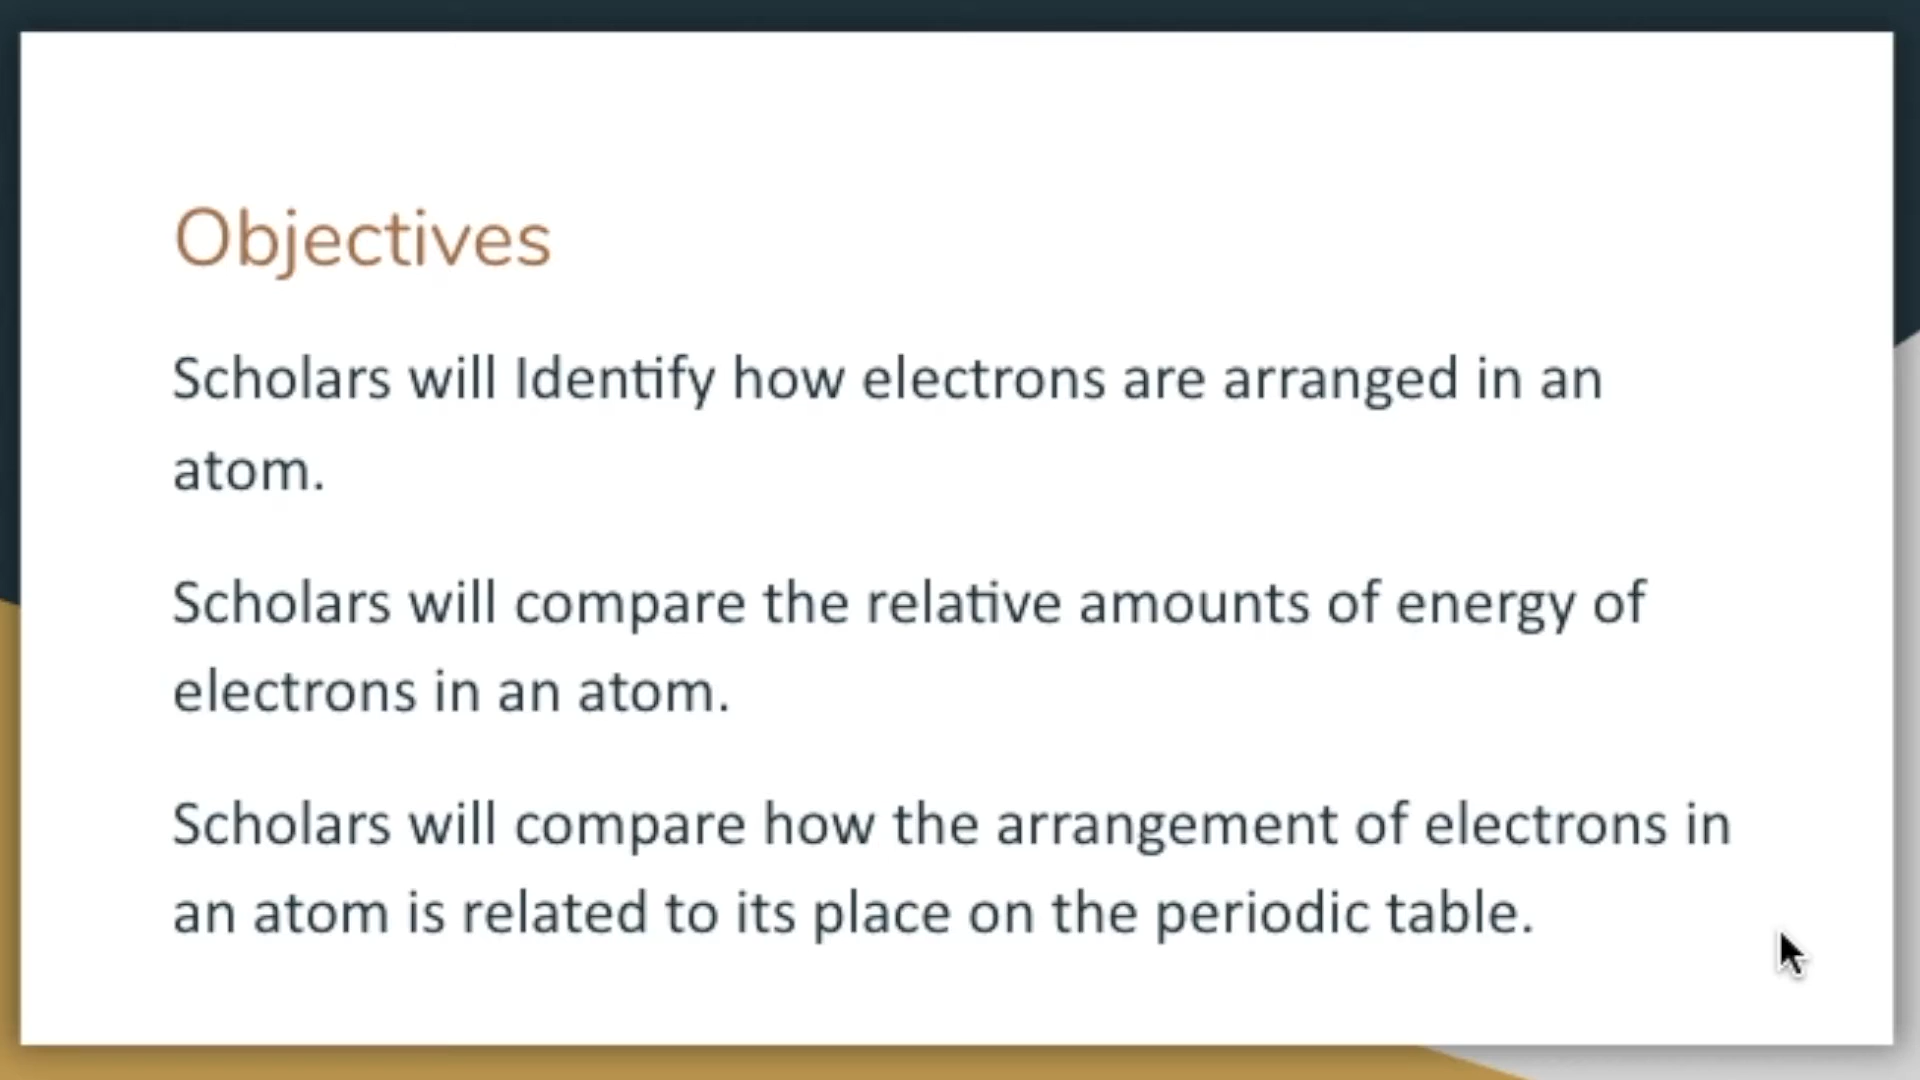 Objectives
Scholars will Identify how electrons are arranged in an
atom.
Scholars will compare the relative amounts of energy of
electrons in an atom.
Scholars will compare how the arrangement of electrons in
an atom is related to its place on the periodic table.